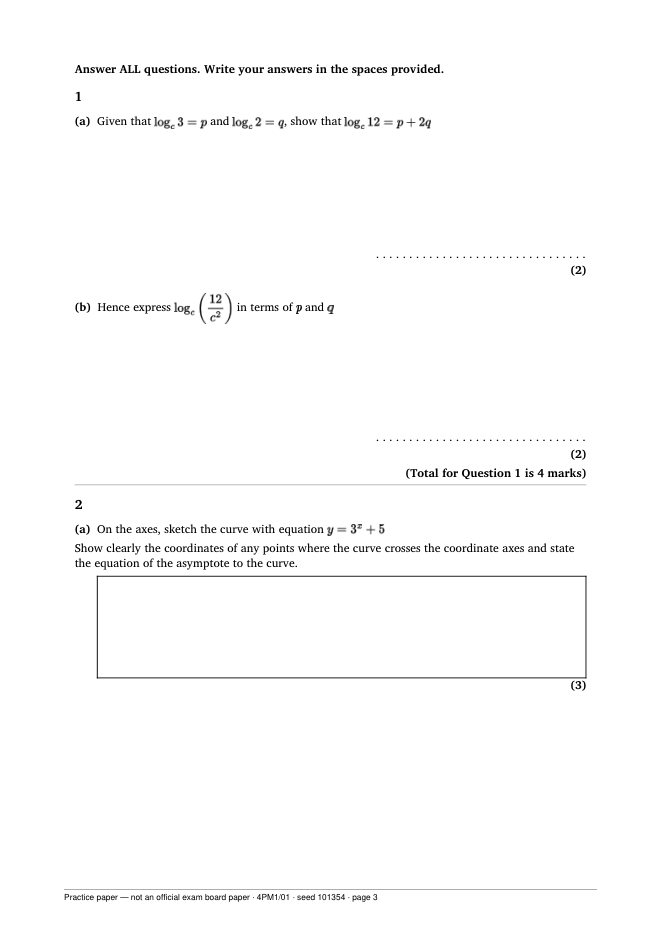 Answer ALL questions. Write your answers in the spaces provided.
1
(a) Given that logₑ 3 = p and logₑ 2 = q, show that logₑ 12 = p + 2q
. . . . . . . . . . . . . . . . . . . . . . . . . . . . . . . .
(2)
(b) Hence express log_c (12/c²) in terms of p and q
. . . . . . . . . . . . . . . . . . . . . . . . . . . . . . . .
(2)
(Total for Question 1 is 4 marks)
2
(a) On the axes, sketch the curve with equation y = 3ˣ + 5
Show clearly the coordinates of any points where the curve crosses the coordinate axes and state
the equation of the asymptote to the curve.
(3)
Practice paper — not an official exam board paper · 4PM1/01 · seed 101354 · page 3